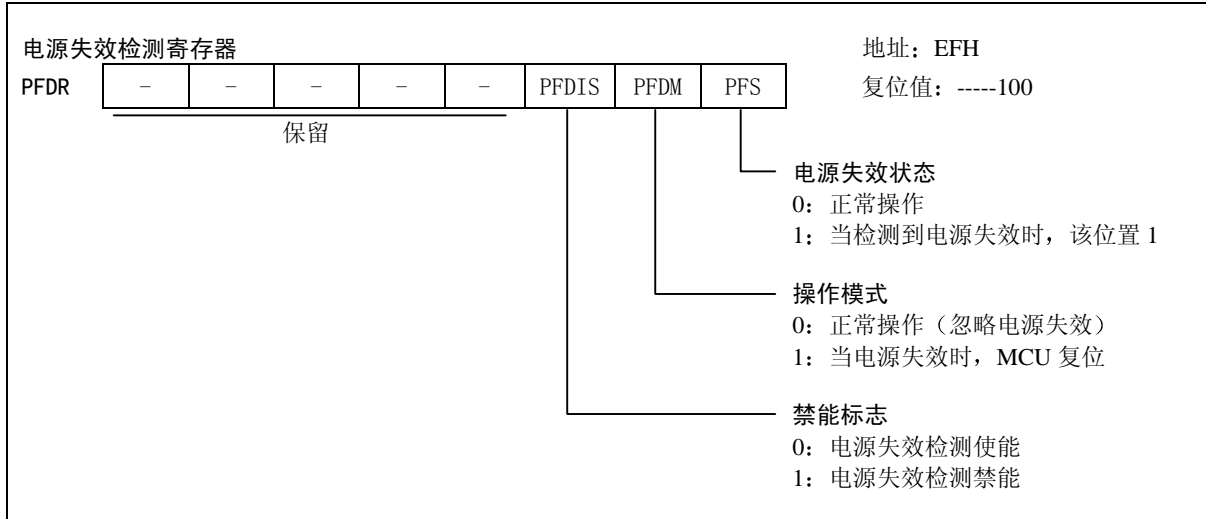 电源失效检测寄存器
地址：EFH
PFDR - - - - - PFDIS PFDM PFS
复位值：-----100
保留
电源失效状态
0：正常操作
1：当检测到电源失效时，该位置 1
操作模式
0：正常操作（忽略电源失效）
1：当电源失效时，MCU 复位
禁能标志
0：电源失效检测使能
1：电源失效检测禁能